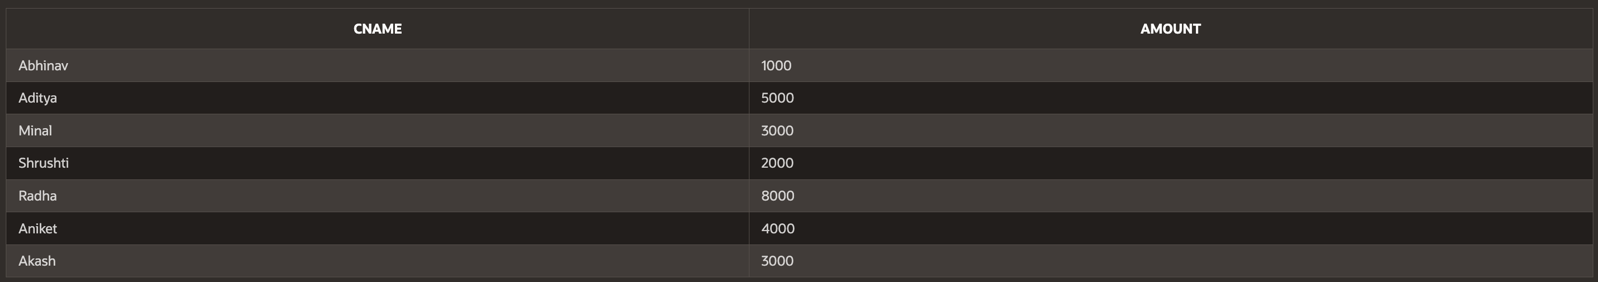 CNAME AMOUNT
Abhinav 1000
Aditya 5000
Minal 3000
Shrushti 2000
Radha 8000
Aniket 4000
Akash 3000